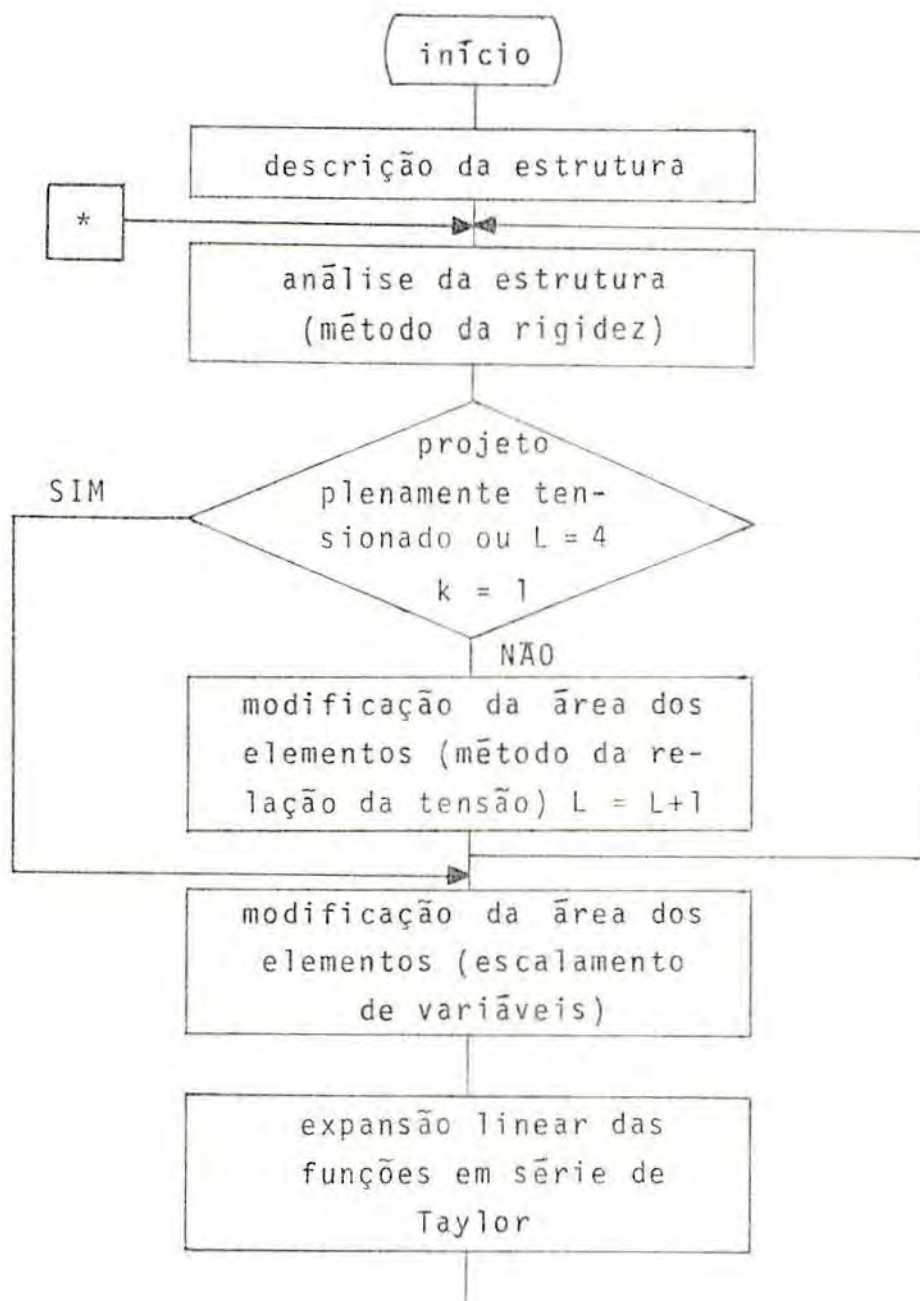 início
descrição da estrutura
*
análise da estrutura
(método da rigidez)
projeto
plenamente ten-
sionado ou L = 4
k = 1
SIM
NÃO
modificação da área dos
elementos (método da re-
lação da tensão) L = L+1
modificação da área dos
elementos (escalamento
de variáveis)
expansão linear das
funções em série de
Taylor